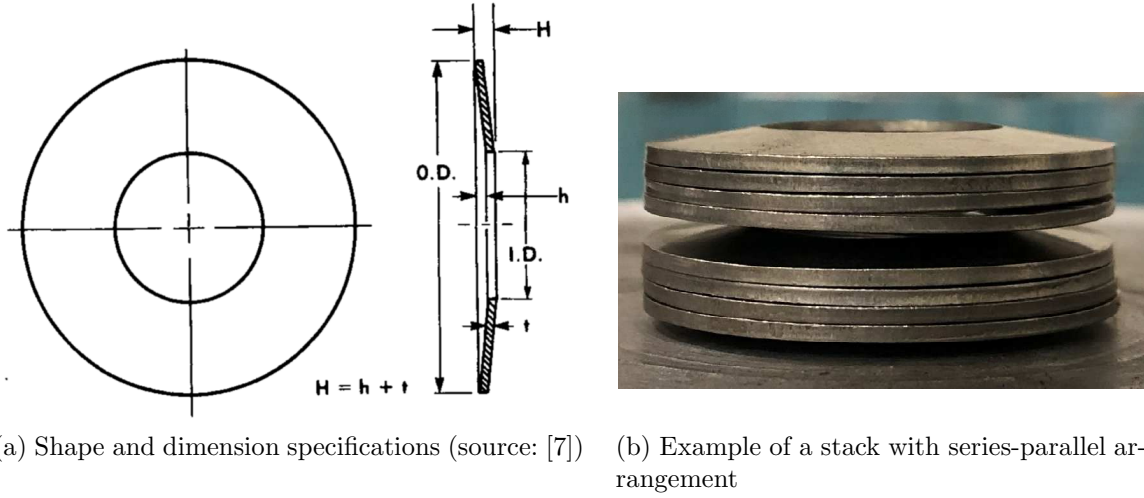 H
O.D.
h
I.D.
t
H = h + t
(a) Shape and dimension specifications (source: [7])
(b) Example of a stack with series-parallel ar-
rangement